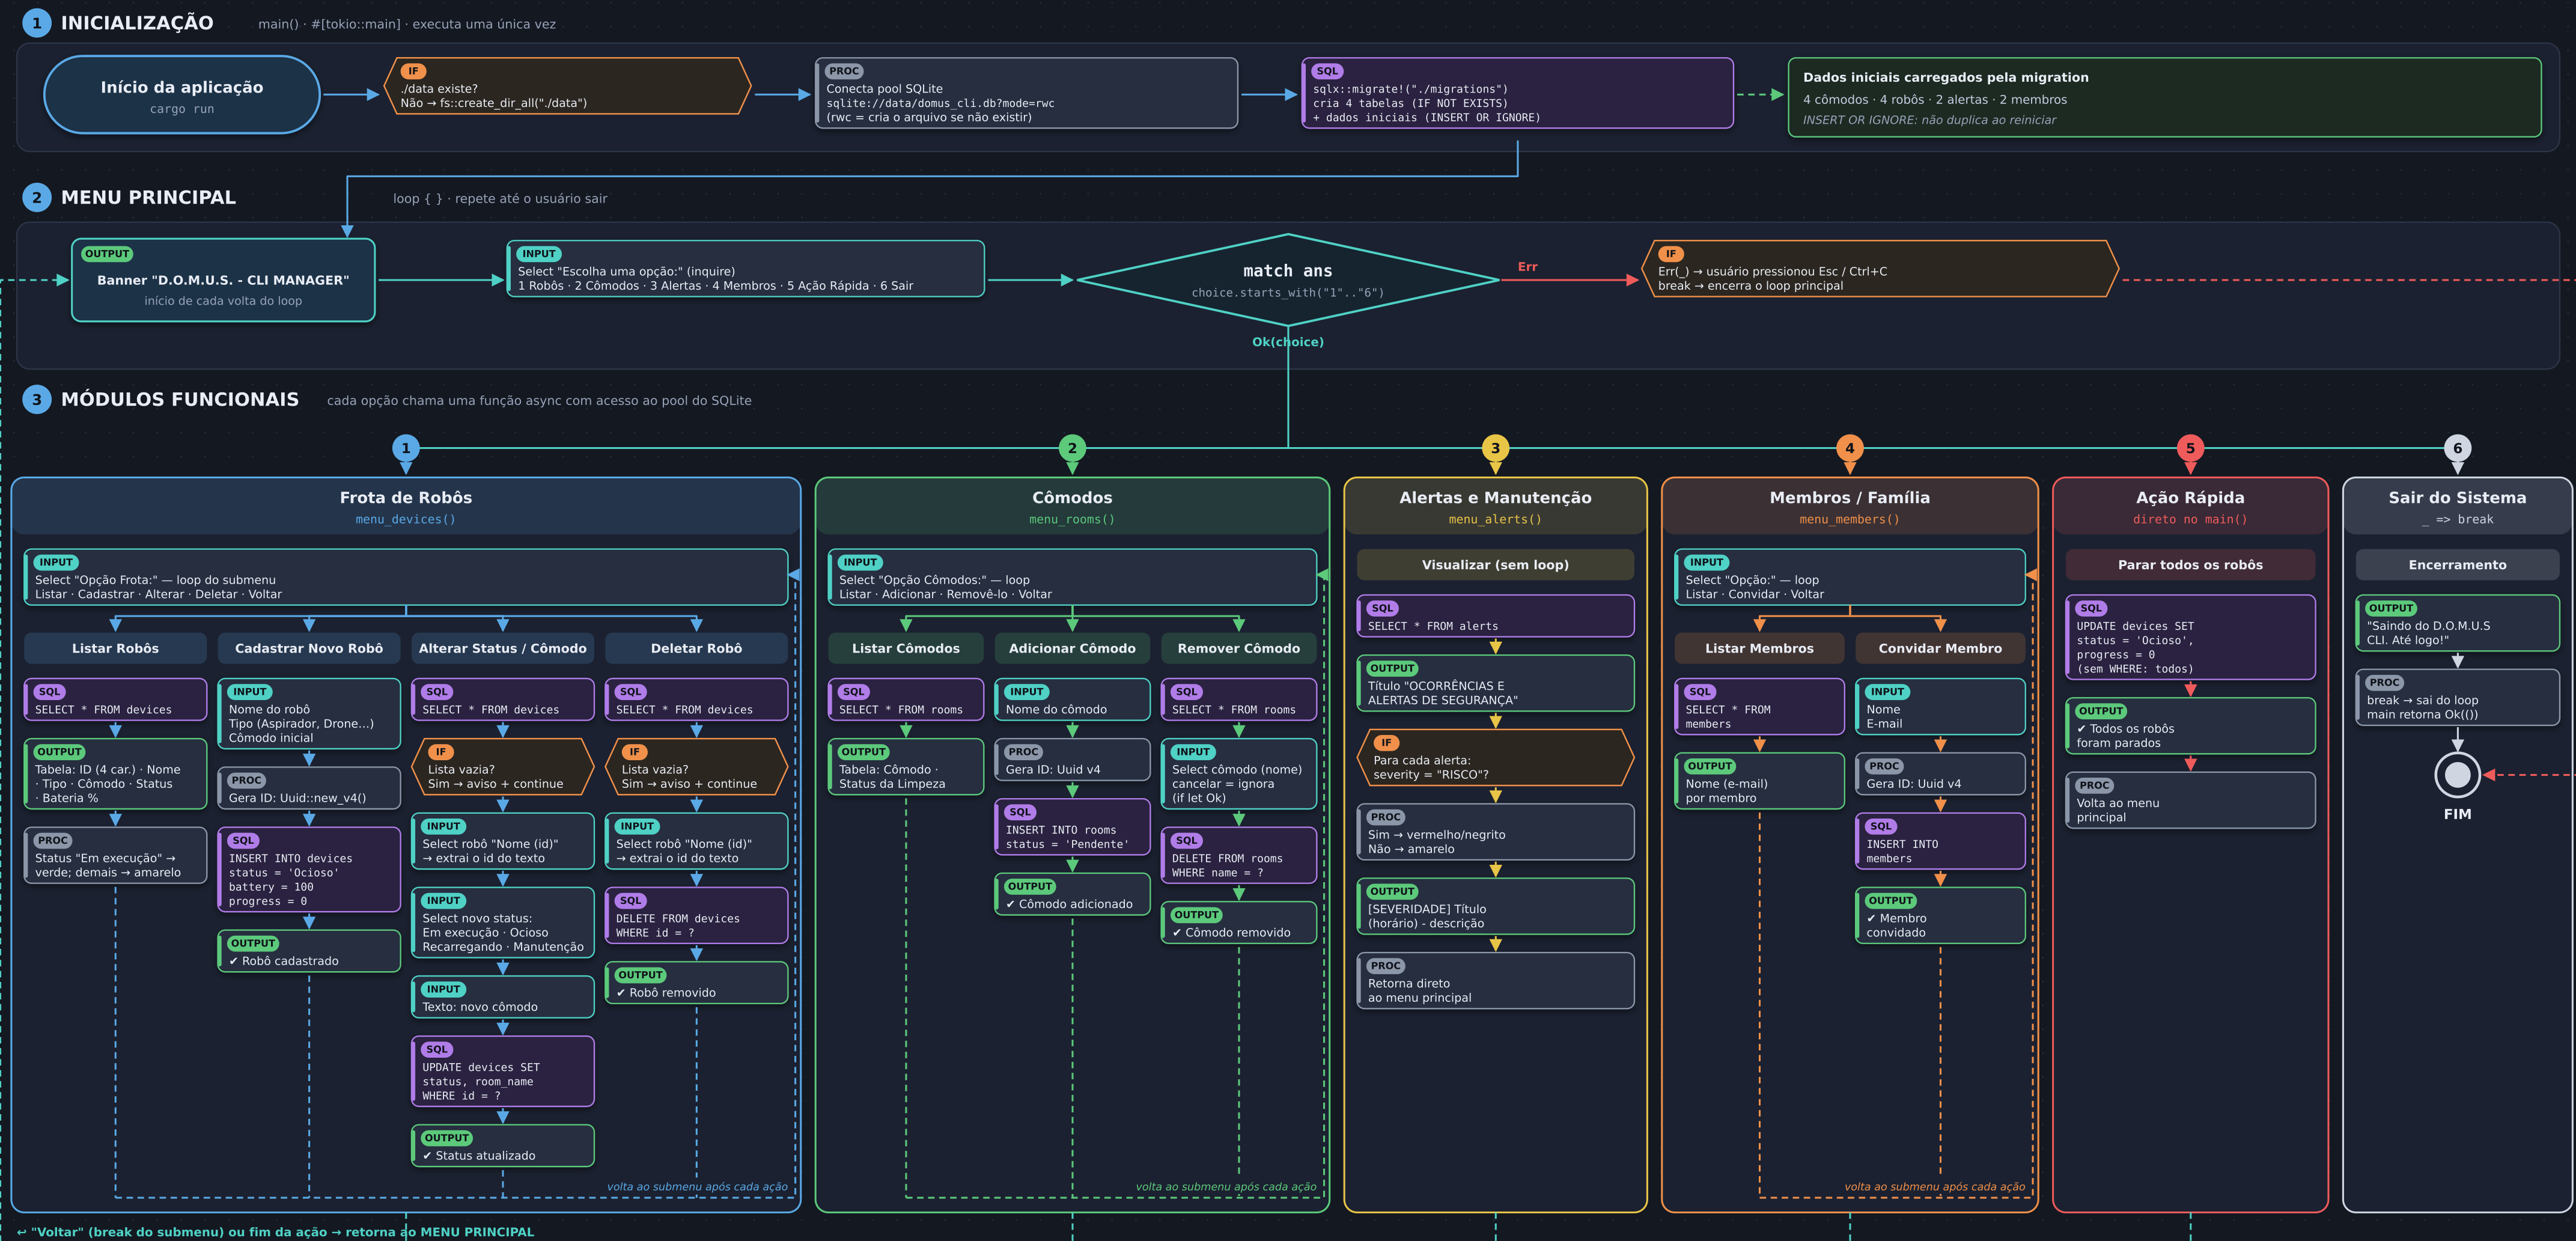 1 INICIALIZAÇÃO main() · #[tokio::main] · executa uma única vez
Início da aplicação
cargo run
IF
./data existe?
Não → fs::create_dir_all("./data")
PROC
Conecta pool SQLite
sqlite://data/domus_cli.db?mode=rwc
(rwc = cria o arquivo se não existir)
SQL
sqlx::migrate!("./migrations")
cria 4 tabelas (IF NOT EXISTS)
+ dados iniciais (INSERT OR IGNORE)
Dados iniciais carregados pela migration
4 cômodos · 4 robôs · 2 alertas · 2 membros
INSERT OR IGNORE: não duplica ao reiniciar
2 MENU PRINCIPAL loop { } · repete até o usuário sair
OUTPUT
Banner "D.O.M.U.S. - CLI MANAGER"
início de cada volta do loop
INPUT
Select "Escolha uma opção:" (inquire)
1 Robôs · 2 Cômodos · 3 Alertas · 4 Membros · 5 Ação Rápida · 6 Sair
match ans
choice.starts_with("1".."6")
Err
IF
Err(_) → usuário pressionou Esc / Ctrl+C
break → encerra o loop principal
Ok(choice)
3 MÓDULOS FUNCIONAIS cada opção chama uma função async com acesso ao pool do SQLite
1
Frota de Robôs
menu_devices()
INPUT
Select "Opção Frota:" — loop do submenu
Listar · Cadastrar · Alterar · Deletar · Voltar
Listar Robôs
SQL
SELECT * FROM devices
OUTPUT
Tabela: ID (4 car.) · Nome
· Tipo · Cômodo · Status
· Bateria %
PROC
Status "Em execução" →
verde; demais → amarelo
Cadastrar Novo Robô
INPUT
Nome do robô
Tipo (Aspirador, Drone...)
Cômodo inicial
PROC
Gera ID: Uuid::new_v4()
SQL
INSERT INTO devices
status = 'Ocioso'
battery = 100
progress = 0
OUTPUT
✔ Robô cadastrado
Alterar Status / Cômodo
SQL
SELECT * FROM devices
IF
Lista vazia?
Sim → aviso + continue
INPUT
Select robô "Nome (id)"
→ extrai o id do texto
INPUT
Select novo status:
Em execução · Ocioso
Recarregando · Manutenção
INPUT
Texto: novo cômodo
SQL
UPDATE devices SET
status, room_name
WHERE id = ?
OUTPUT
✔ Status atualizado
Deletar Robô
SQL
SELECT * FROM devices
IF
Lista vazia?
Sim → aviso + continue
INPUT
Select robô "Nome (id)"
→ extrai o id do texto
SQL
DELETE FROM devices
WHERE id = ?
OUTPUT
✔ Robô removido
volta ao submenu após cada ação
2
Cômodos
menu_rooms()
INPUT
Select "Opção Cômodos:" — loop
Listar · Adicionar · Removê-lo · Voltar
Listar Cômodos
SQL
SELECT * FROM rooms
OUTPUT
Tabela: Cômodo ·
Status da Limpeza
Adicionar Cômodo
INPUT
Nome do cômodo
PROC
Gera ID: Uuid v4
SQL
INSERT INTO rooms
status = 'Pendente'
OUTPUT
✔ Cômodo adicionado
Remover Cômodo
SQL
SELECT * FROM rooms
INPUT
Select cômodo (nome)
cancelar = ignora
(if let Ok)
SQL
DELETE FROM rooms
WHERE name = ?
OUTPUT
✔ Cômodo removido
volta ao submenu após cada ação
3
Alertas e Manutenção
menu_alerts()
Visualizar (sem loop)
SQL
SELECT * FROM alerts
OUTPUT
Título "OCORRÊNCIAS E
ALERTAS DE SEGURANÇA"
IF
Para cada alerta:
severity = "RISCO"?
PROC
Sim → vermelho/negrito
Não → amarelo
OUTPUT
[SEVERIDADE] Título
(horário) - descrição
PROC
Retorna direto
ao menu principal
4
Membros / Família
menu_members()
INPUT
Select "Opção:" — loop
Listar · Convidar · Voltar
Listar Membros
SQL
SELECT * FROM
members
OUTPUT
Nome (e-mail)
por membro
Convidar Membro
INPUT
Nome
E-mail
PROC
Gera ID: Uuid v4
SQL
INSERT INTO
members
OUTPUT
✔ Membro
convidado
volta ao submenu após cada ação
5
Ação Rápida
direto no main()
Parar todos os robôs
SQL
UPDATE devices SET
status = 'Ocioso',
progress = 0
(sem WHERE: todos)
OUTPUT
✔ Todos os robôs
foram parados
PROC
Volta ao menu
principal
6
Sair do Sistema
_ => break
Encerramento
OUTPUT
"Saindo do D.O.M.U.S
CLI. Até logo!"
PROC
break → sai do loop
main retorna Ok(())
FIM
↩ "Voltar" (break do submenu) ou fim da ação → retorna ao MENU PRINCIPAL